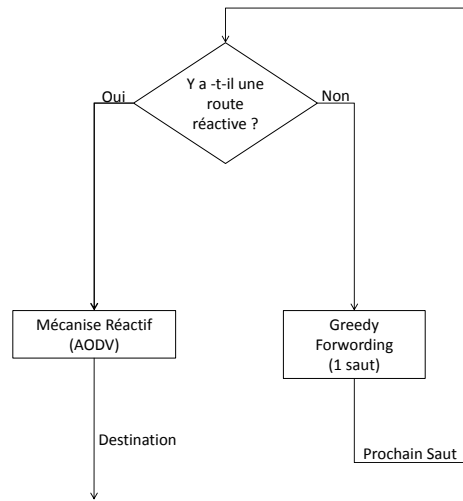 Y a -t-il une
route
réactive ?
Oui
Non
Mécanise Réactif
(AODV)
Greedy
Forwording
(1 saut)
Destination
Prochain Saut